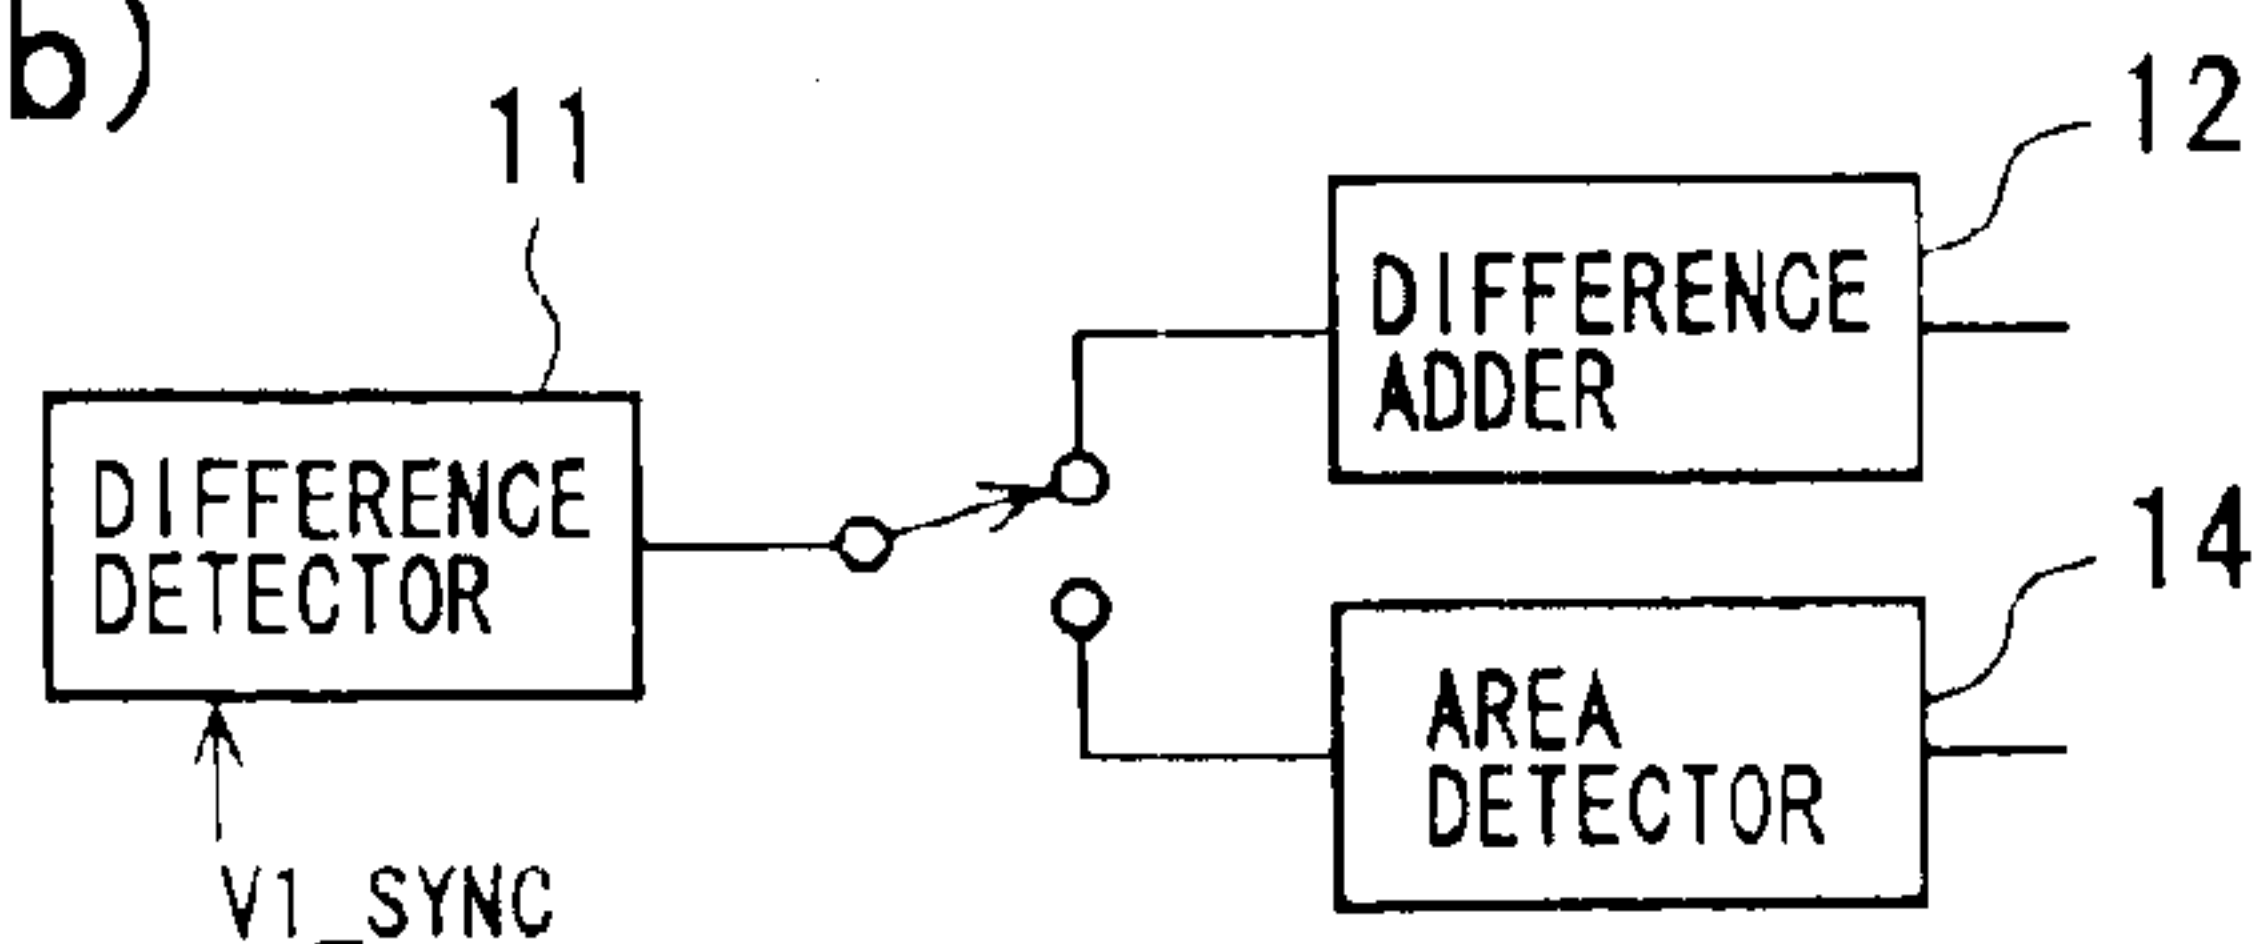 b)
11
12
DIFFERENCE
ADDER
DIFFERENCE
DETECTOR
14
AREA
DETECTOR
V1_SYNC